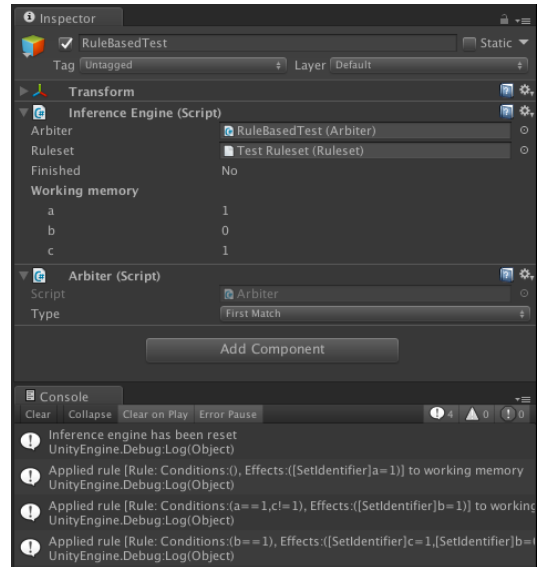 Inspector
RuleBasedTest Static
Tag Untagged Layer Default
Transform
Inference Engine (Script)
Arbiter RuleBasedTest (Arbiter)
Ruleset Test Ruleset (Ruleset)
Finished No
Working memory
a 1
b 0
c 1
Arbiter (Script)
Script Arbiter
Type First Match
Add Component
Console
Clear Collapse Clear on Play Error Pause 4 0 0
Inference engine has been reset
UnityEngine.Debug:Log(Object)
Applied rule [Rule: Conditions:(), Effects:([SetIdentifier]a=1)] to working memory
UnityEngine.Debug:Log(Object)
Applied rule [Rule: Conditions:(a==1,c!=1), Effects:([SetIdentifier]b=1)] to working
UnityEngine.Debug:Log(Object)
Applied rule [Rule: Conditions:(b==1), Effects:([SetIdentifier]c=1,[SetIdentifier]b=
UnityEngine.Debug:Log(Object)